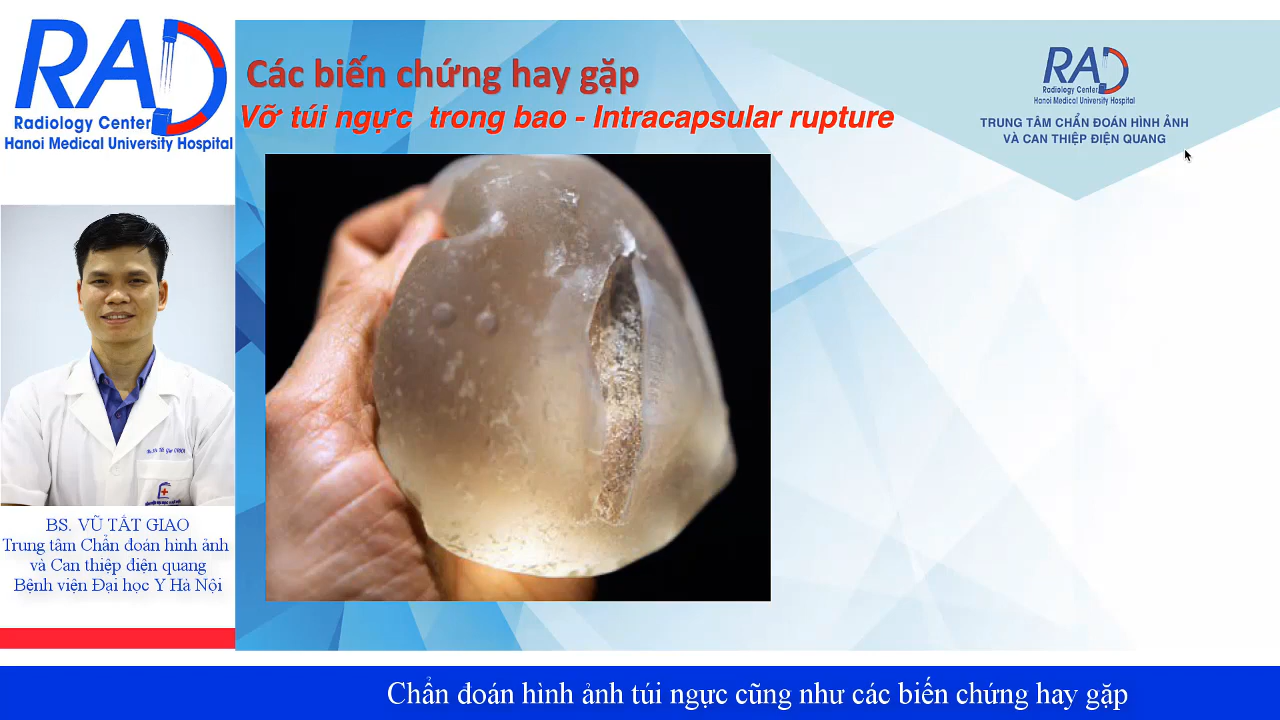 RAD
Radiology Center
Hanoi Medical University Hospital
Các biến chứng hay gặp
Vỡ túi ngực trong bao - Intracapsular rupture
RAD
Radiology Center
Hanoi Medical University Hospital
TRUNG TÂM CHẨN ĐOÁN HÌNH ẢNH
VÀ CAN THIỆP ĐIỆN QUANG
BS. VŨ TẤT GIAO
Trung tâm Chẩn đoán hình ảnh
và Can thiệp điện quang
Bệnh viện Đại học Y Hà Nội
Chẩn đoán hình ảnh túi ngực cũng như các biến chứng hay gặp